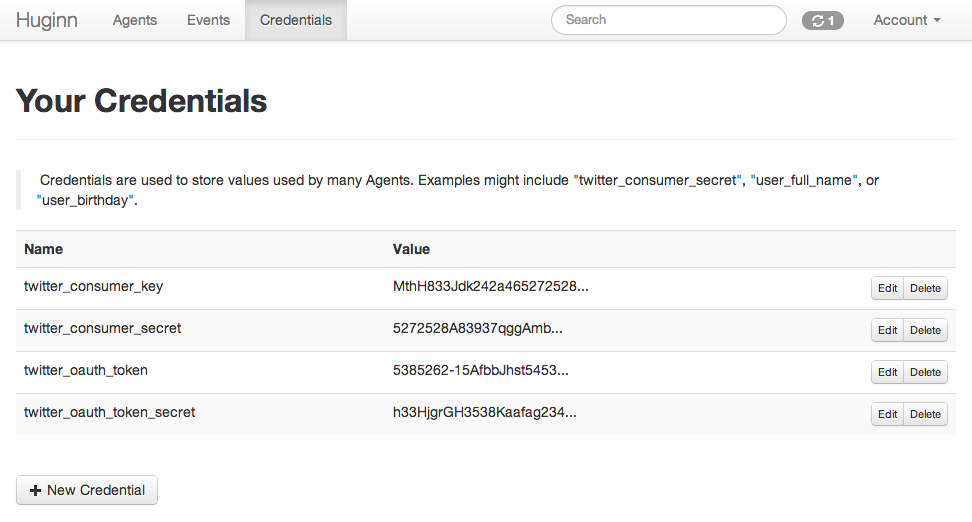 Huginn Agents Events Credentials Search 1 Account
Your Credentials
Credentials are used to store values used by many Agents. Examples might include "twitter_consumer_secret", "user_full_name", or
"user_birthday".
Name Value
twitter_consumer_key MthH833Jdk242a465272528... Edit Delete
twitter_consumer_secret 5272528A83937qggAmb... Edit Delete
twitter_oauth_token 5385262-15AfbbJhst5453... Edit Delete
twitter_oauth_token_secret h33HjgrGH3538Kaafag234... Edit Delete
+ New Credential